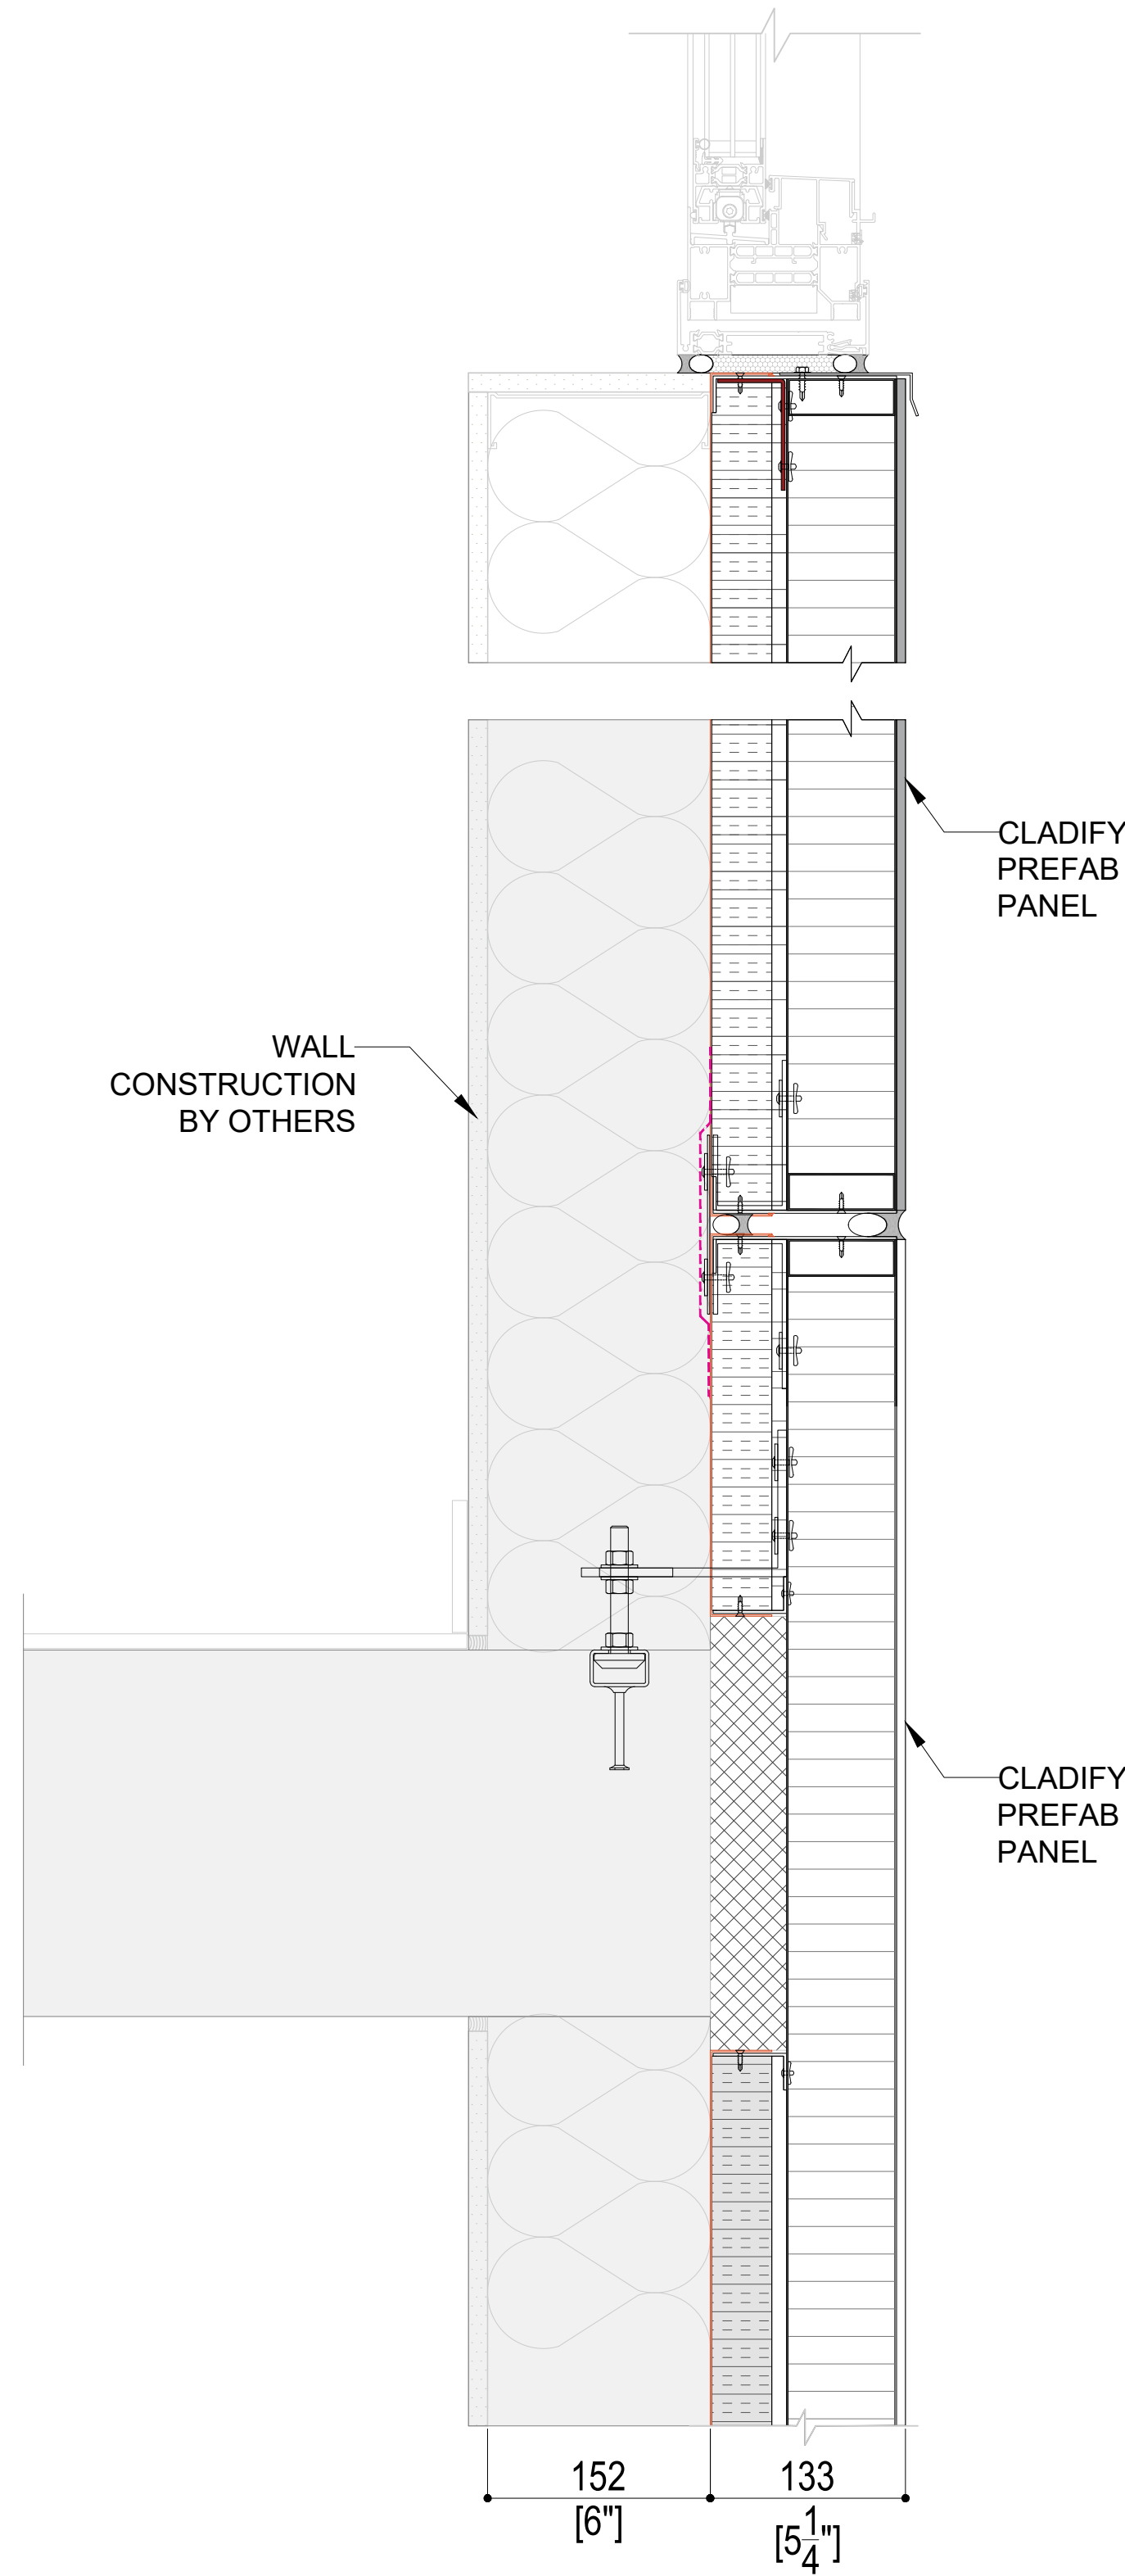 CLADIFY
PREFAB
PANEL
WALL
CONSTRUCTION
BY OTHERS
CLADIFY
PREFAB
PANEL
152
[6"]
133
[5 1/4"]